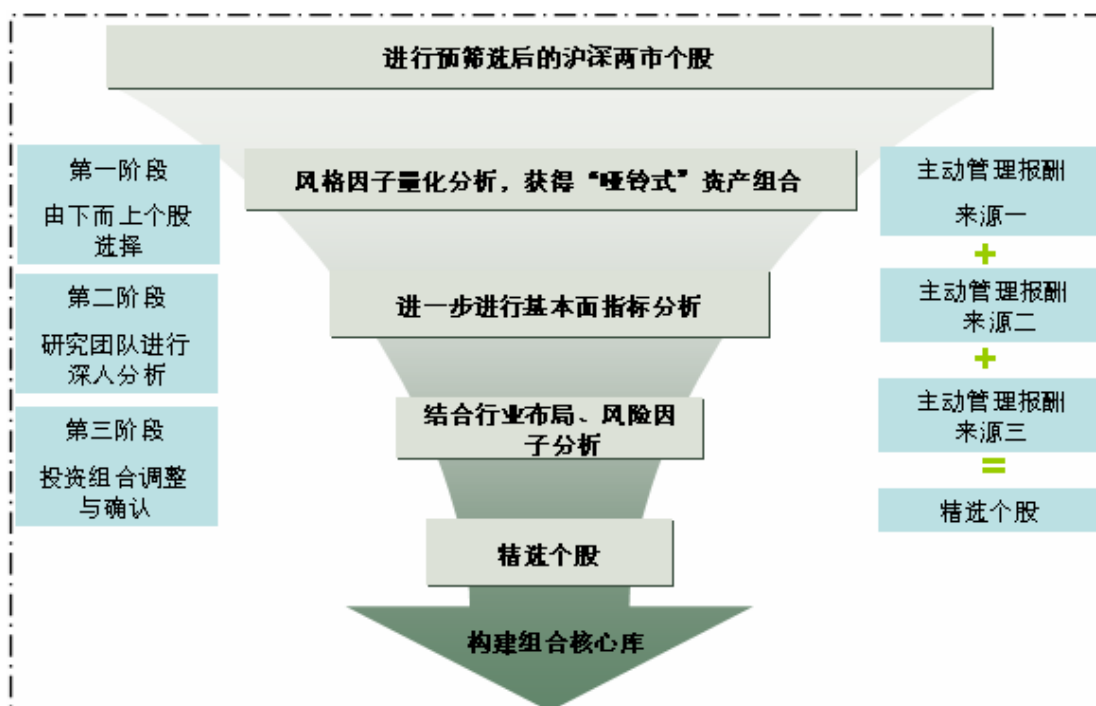 进行预筛选后的沪深两市个股
第一阶段
由下而上个股
选择
风格因子量化分析，获得“哑铃式”资产组合
主动管理报酬
来源一
+
第二阶段
研究团队进行
深入分析
进一步进行基本面指标分析
主动管理报酬
来源二
+
第三阶段
投资组合调整
与确认
结合行业布局、风险因
子分析
主动管理报酬
来源三
=
精选个股
精选个股
构建组合核心库